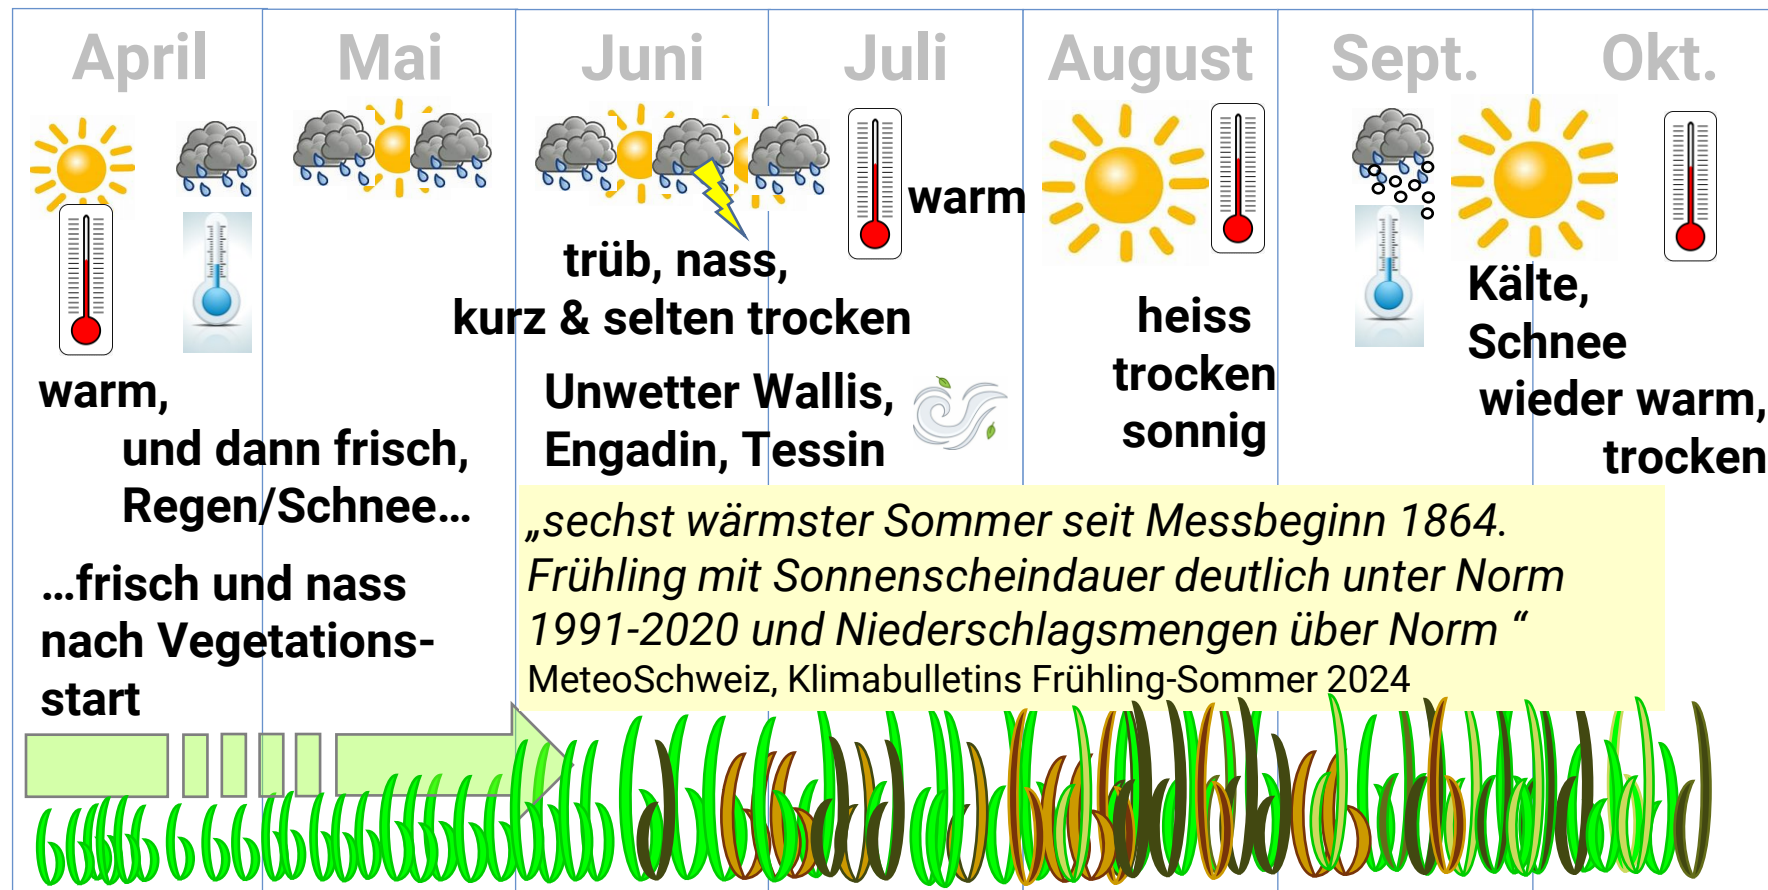 April
Mai
Juni
Juli
August
Sept.
Okt.
warm,
und dann frisch,
Regen/Schnee…
…frisch und nass
nach Vegetations-
start
trüb, nass,
kurz & selten trocken
Unwetter Wallis,
Engadin, Tessin
warm
heiss
trocken
sonnig
Kälte,
Schnee
wieder warm,
trocken
„sechst wärmster Sommer seit Messbeginn 1864.
Frühling mit Sonnenscheindauer deutlich unter Norm
1991-2020 und Niederschlagsmengen über Norm “
MeteoSchweiz, Klimabulletins Frühling-Sommer 2024